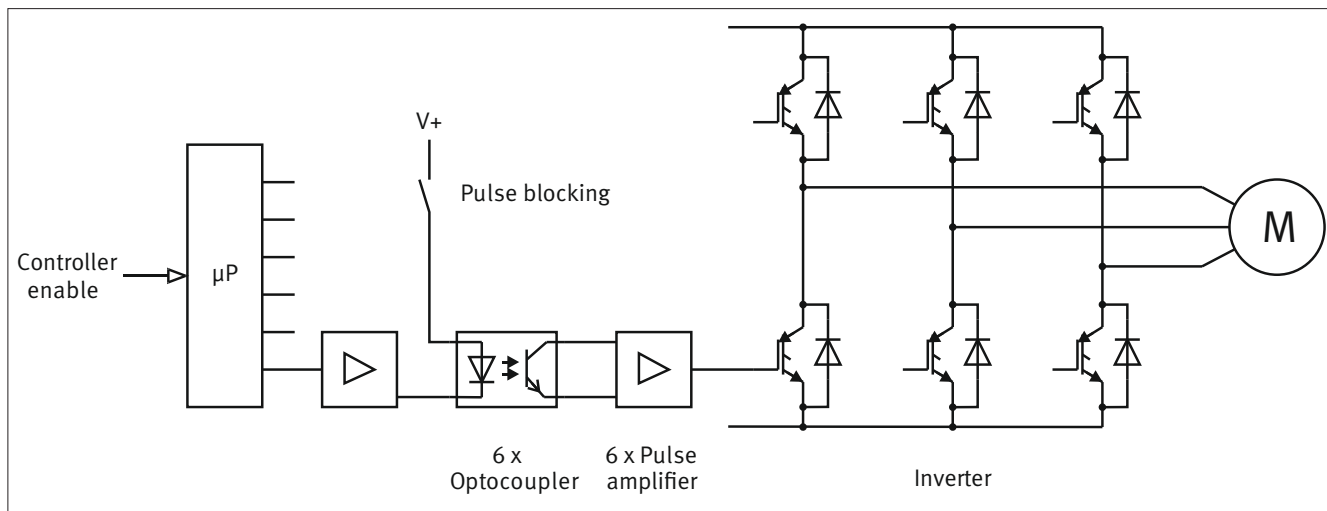 V+
Pulse blocking
Controller
enable
µP
M
6 x
Optocoupler
6 x Pulse
amplifier
Inverter